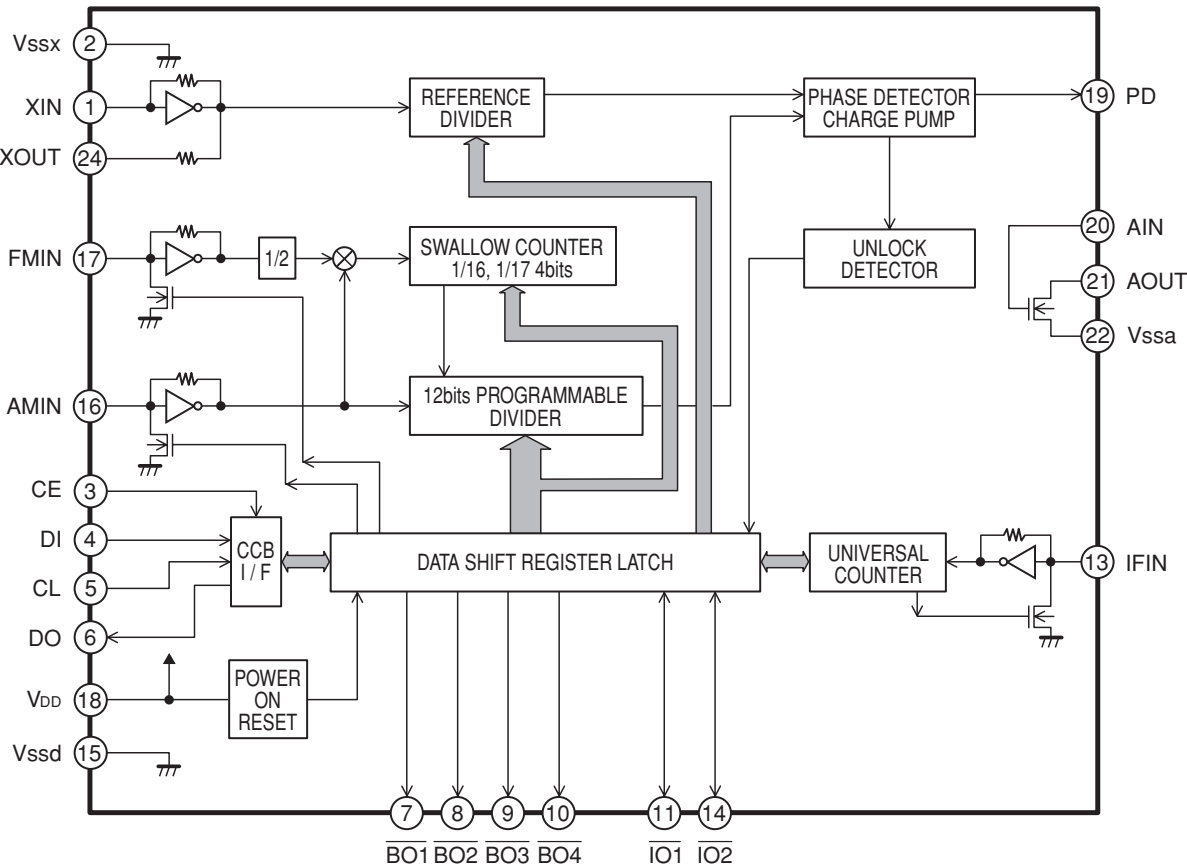 Vssx
2
XIN
1
XOUT
24
REFERENCE
DIVIDER
PHASE DETECTOR
CHARGE PUMP
19
PD
FMIN
17
1/2
SWALLOW COUNTER
1/16, 1/17 4bits
UNLOCK
DETECTOR
20
AIN
21
AOUT
22
Vssa
AMIN
16
12bits PROGRAMMABLE
DIVIDER
CE
3
DI
4
CL
5
DO
6
CCB
I / F
DATA SHIFT REGISTER LATCH
UNIVERSAL
COUNTER
13
IFIN
VDD
18
POWER
ON
RESET
Vssd
15
7
8
9
10
11
14
BO1
BO2
BO3
BO4
IO1
IO2